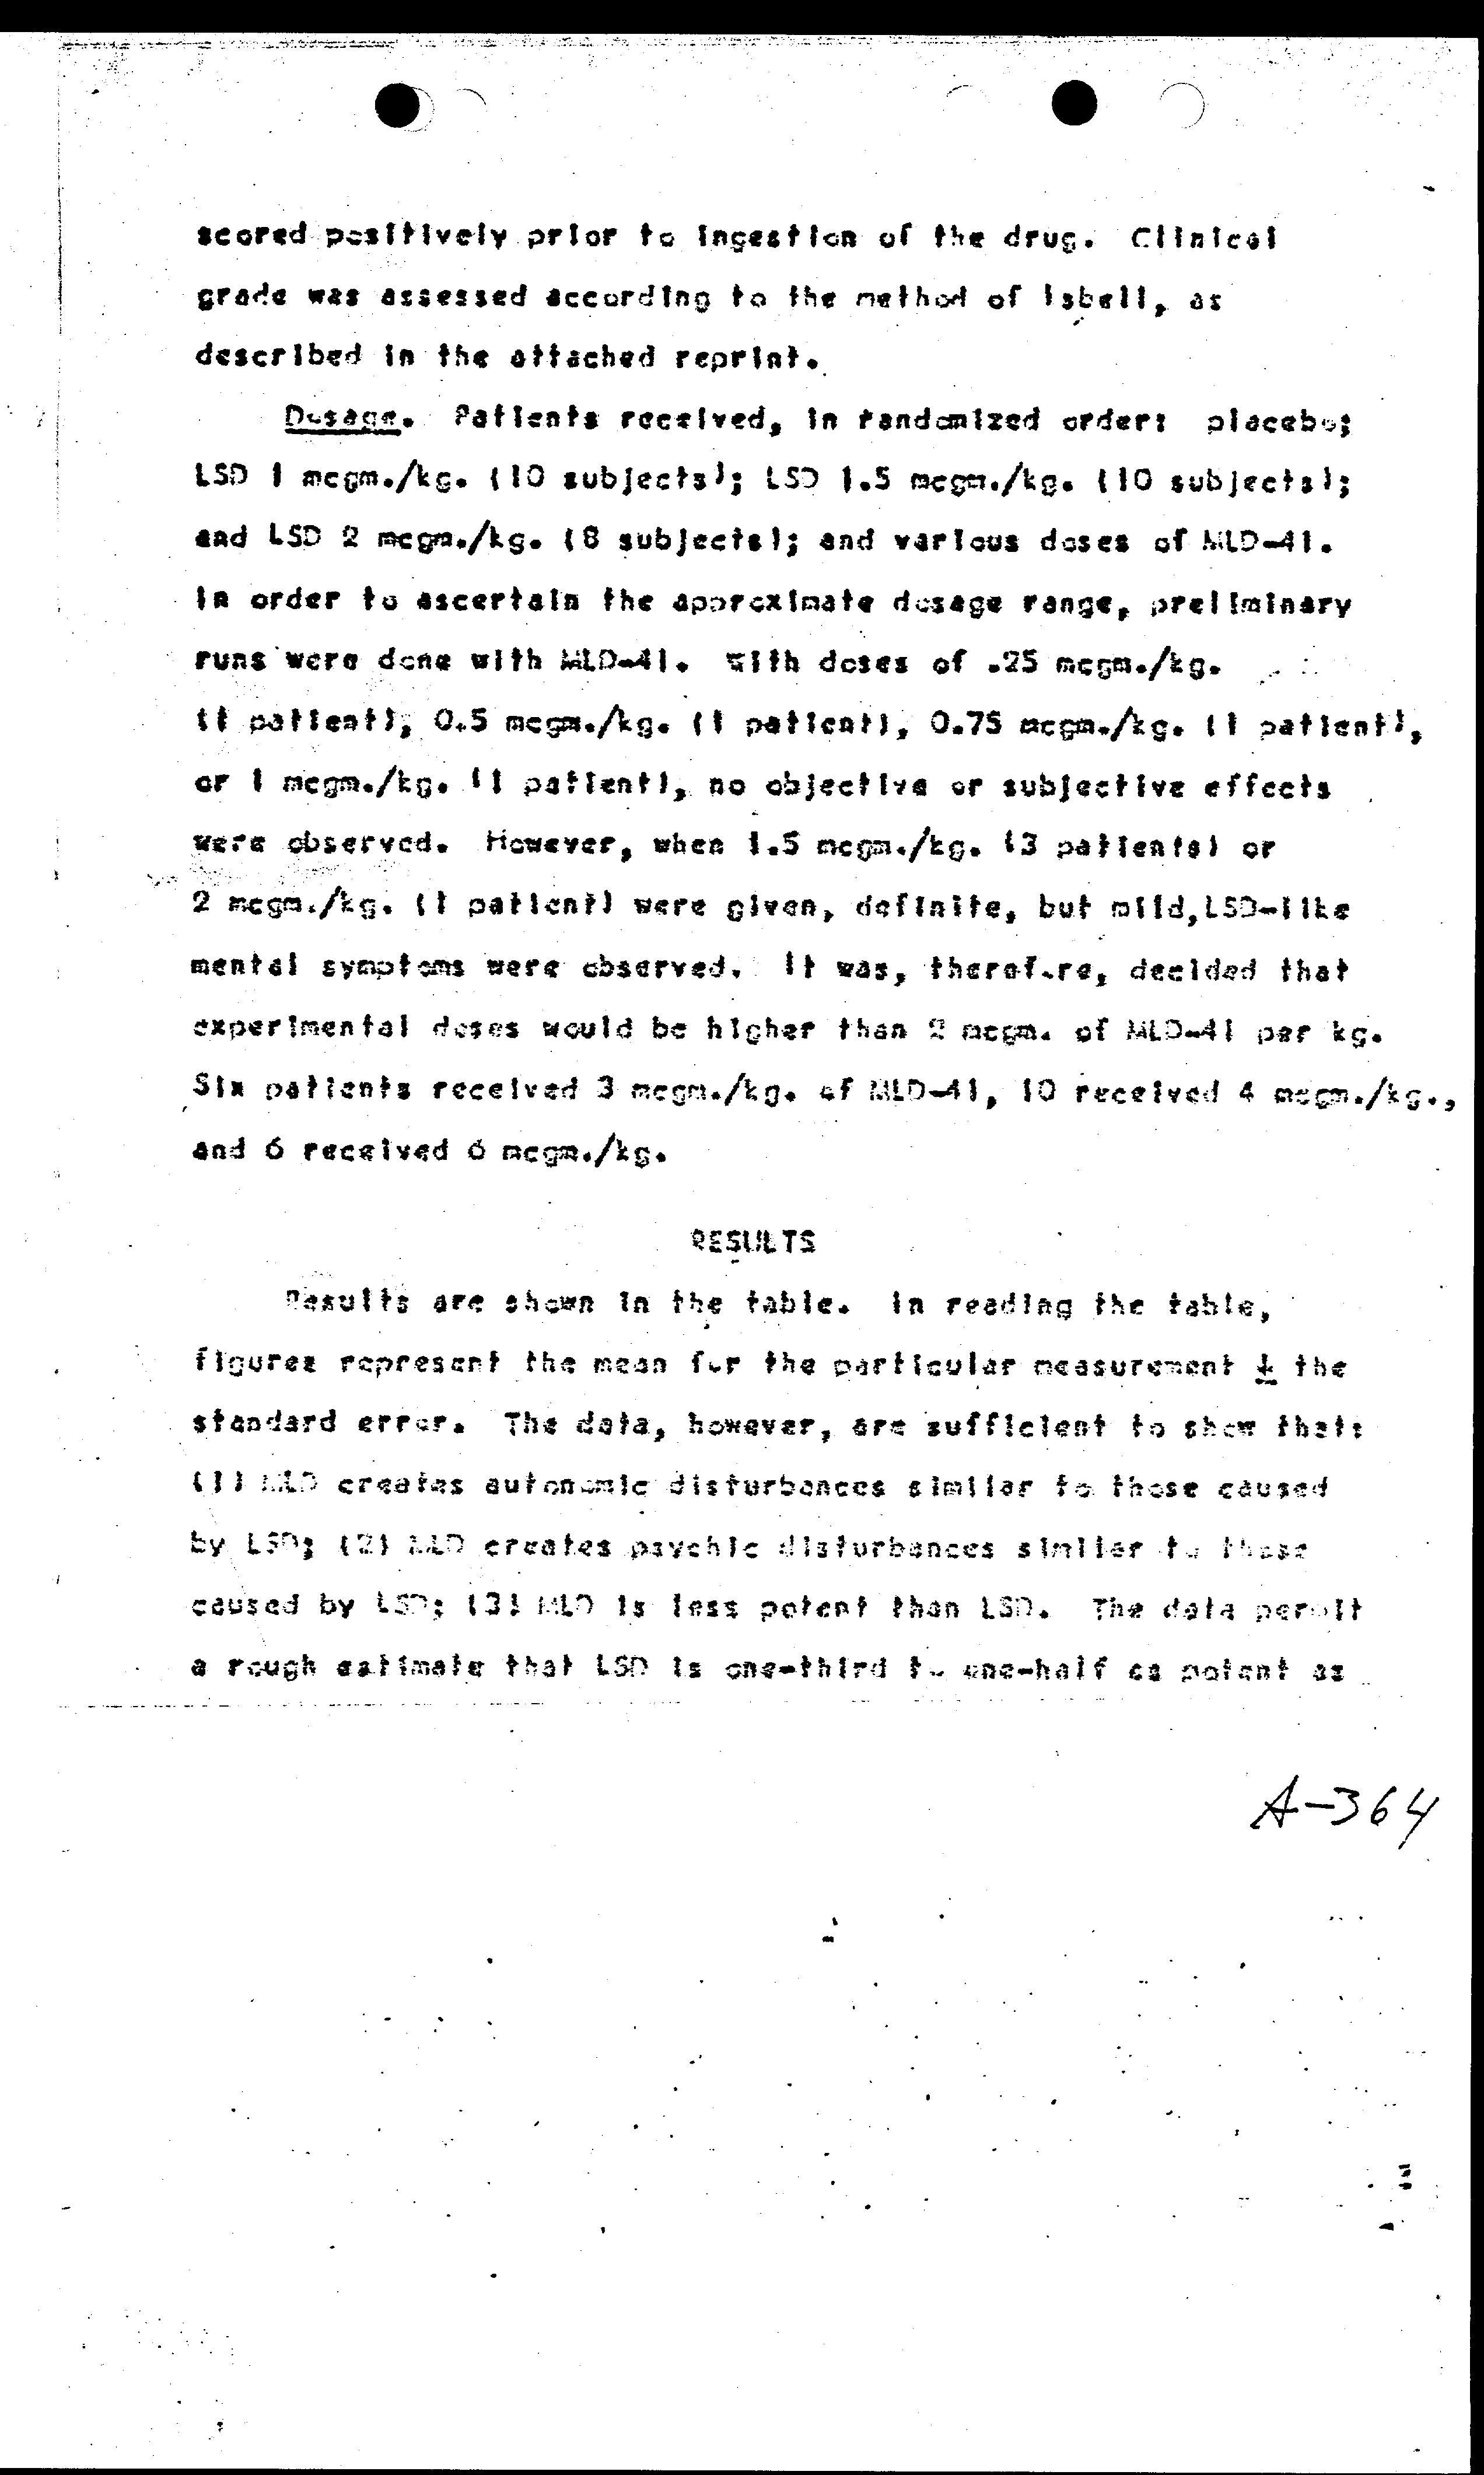 scored positively prior to ingestion of the drug. Clinical
grade was assessed according to the method of Isbell, as
described in the attached reprint.
Dosage. Patients received, in randomized order: placebo;
LSD 1 mcgm./kg. (10 subjects); LSD 1.5 mcgm./kg. (10 subjects);
and LSD 2 mcgm./kg. (8 subjects); and various doses of MLD-41.
In order to ascertain the approximate dosage range, preliminary
runs were done with MLD-41. With doses of .25 mcgm./kg.
(1 patient), 0.5 mcgm./kg. (1 patient), 0.75 mcgm./kg. (1 patient),
or 1 mcgm./kg. (1 patient), no objective or subjective effects
were observed. However, when 1.5 mcgm./kg. (3 patients) or
2 mcgm./kg. (1 patient) were given, definite, but mild, LSD-like
mental symptoms were observed. It was, therefore, decided that
experimental doses would be higher than 2 mcgm. of MLD-41 per kg.
Six patients received 3 mcgm./kg. of MLD-41, 10 received 4 mcgm./kg.,
and 6 received 6 mcgm./kg.
RESULTS
Results are shown in the table. In reading the table,
figures represent the mean for the particular measurement ± the
standard error. The data, however, are sufficient to show that:
(1) MLD creates autonomic disturbances similar to those caused
by LSD; (2) MLD creates psychic disturbances similar to those
caused by LSD; (3) MLD is less potent than LSD. The data permit
a rough estimate that LSD is one-third to one-half as potent as
A-364